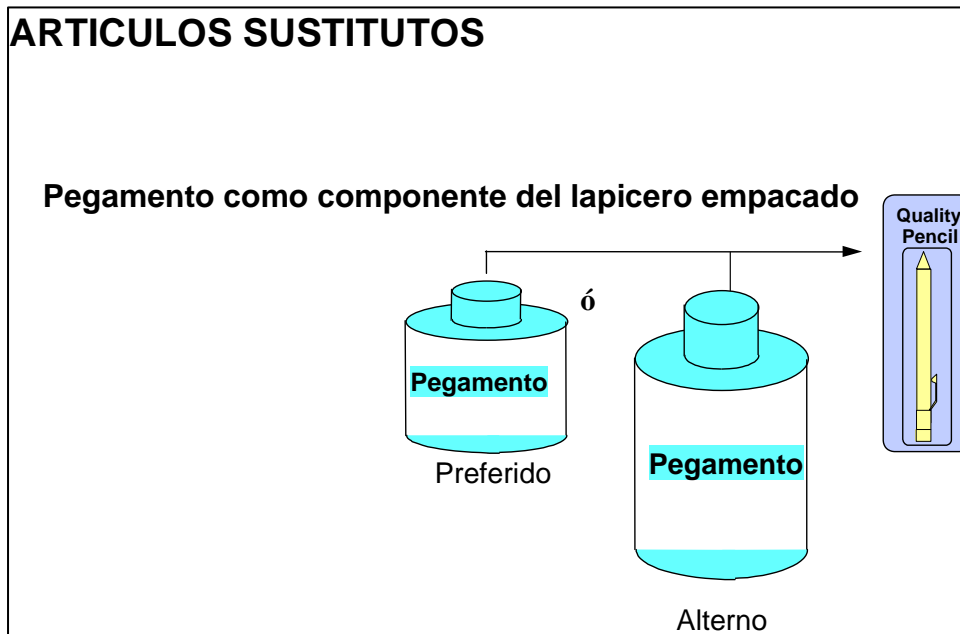 ARTICULOS SUSTITUTOS
Pegamento como componente del lapicero empacado
Quality
Pencil
ó
Pegamento
Preferido
Pegamento
Alterno